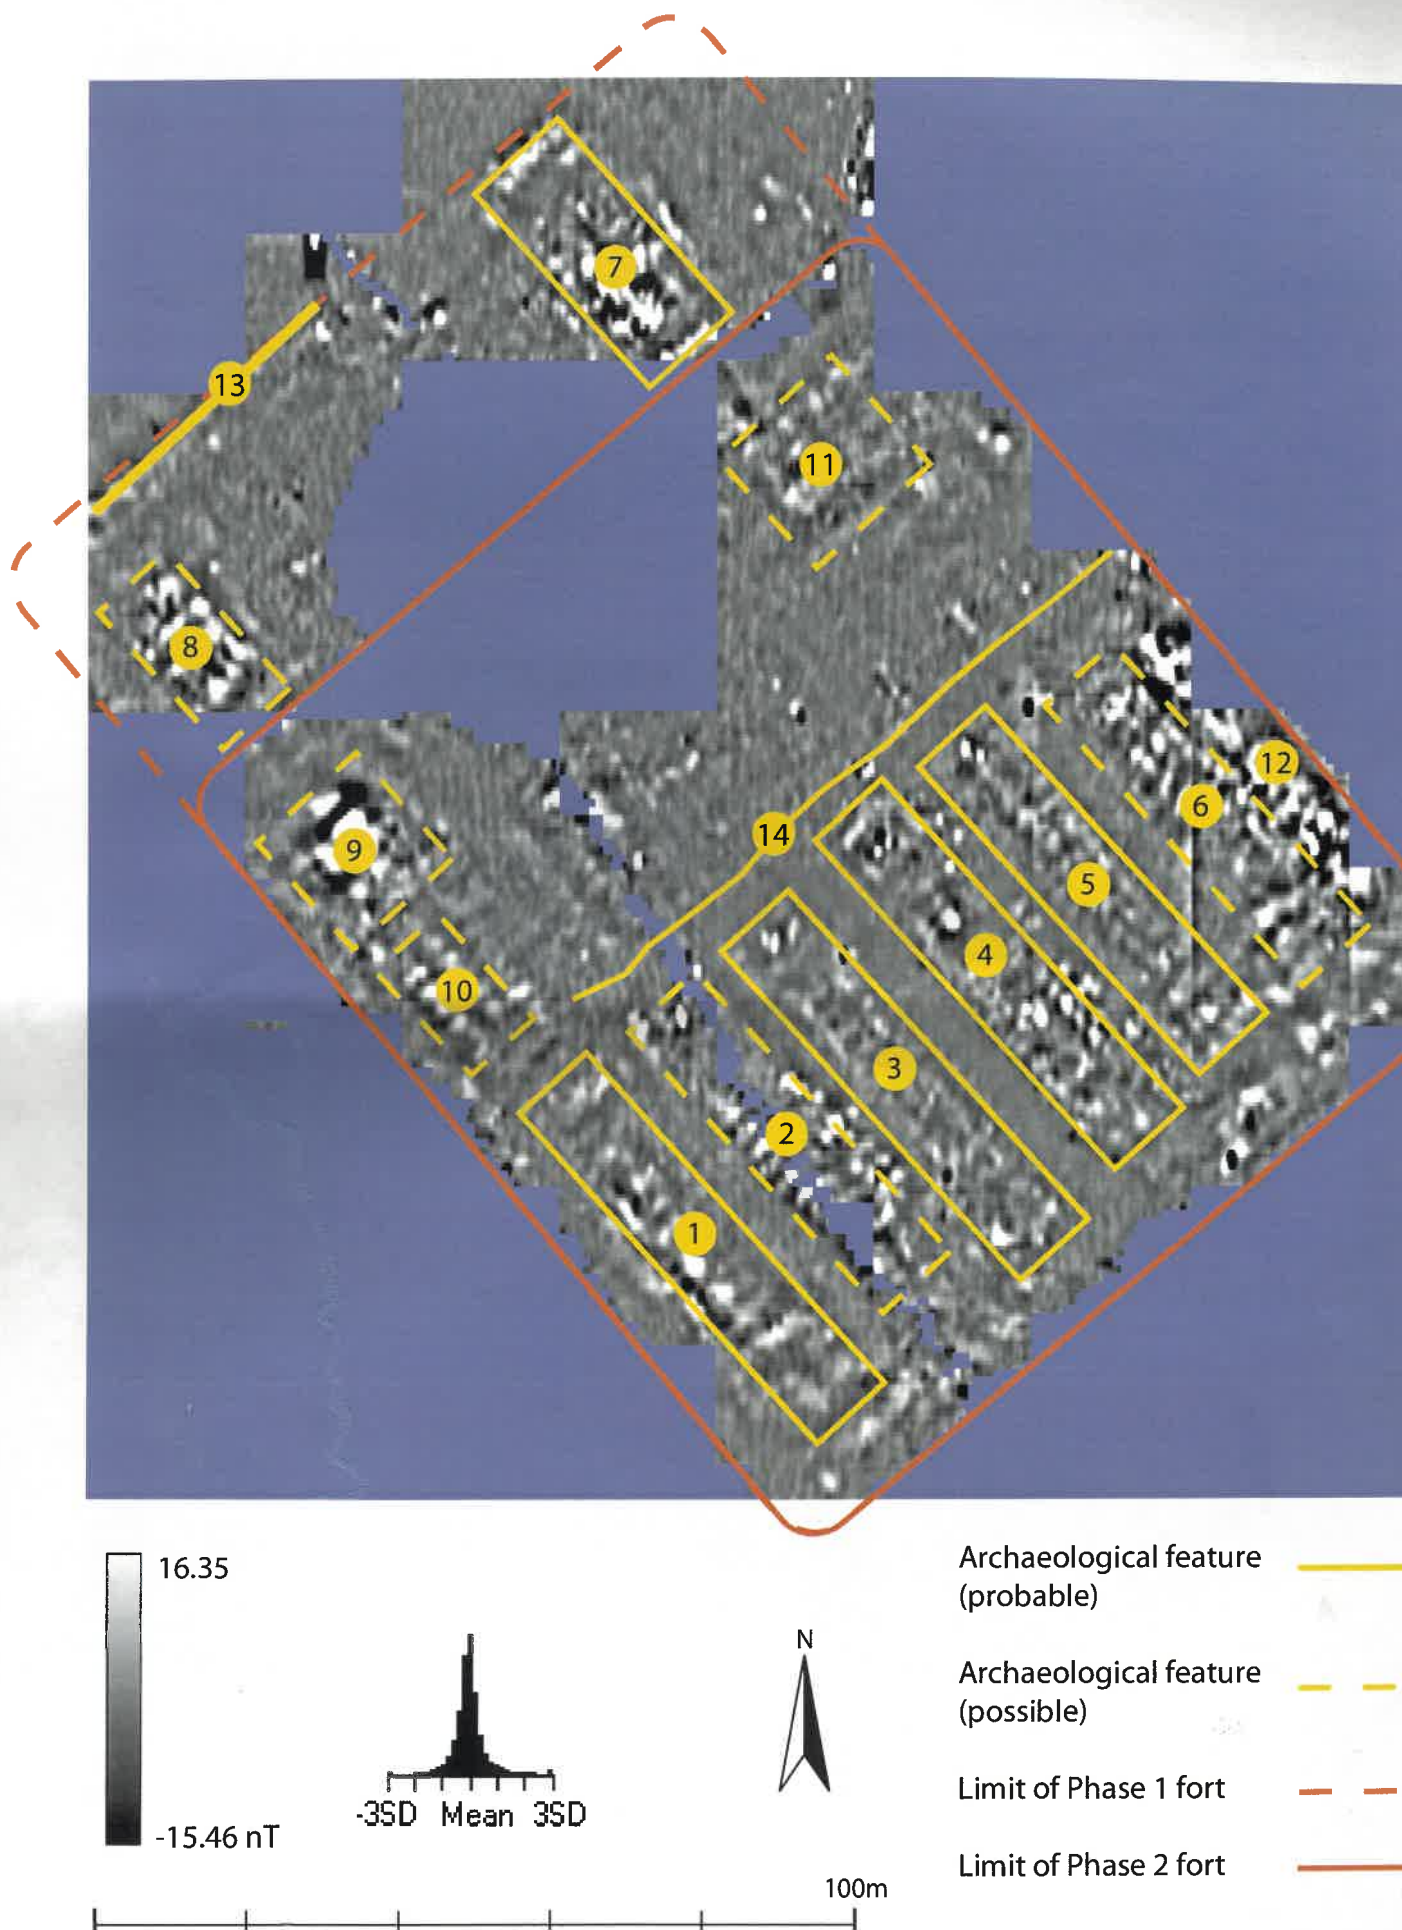 7
13
11
8
12
6
14
9
5
4
10
3
2
1
16.35
-15.46 nT
-3SD Mean 3SD
N
Archaeological feature
(probable)
Archaeological feature
(possible)
Limit of Phase 1 fort
Limit of Phase 2 fort
100m